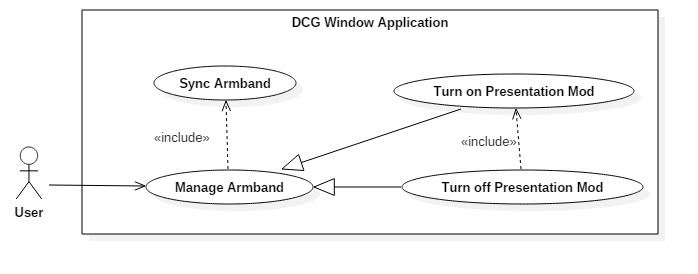 DCG Window Application
Sync Armband
Turn on Presentation Mod
«include»
«include»
Manage Armband
Turn off Presentation Mod
User